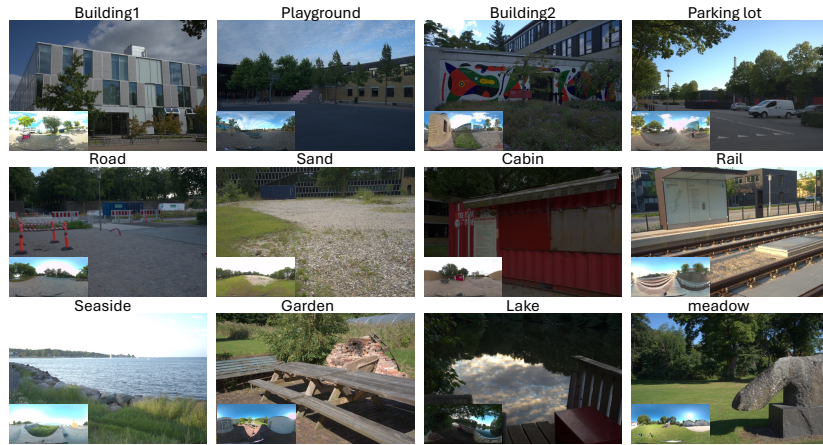 Building1
Playground
Building2
Parking lot
Road
Sand
Cabin
Rail
Seaside
Garden
Lake
meadow